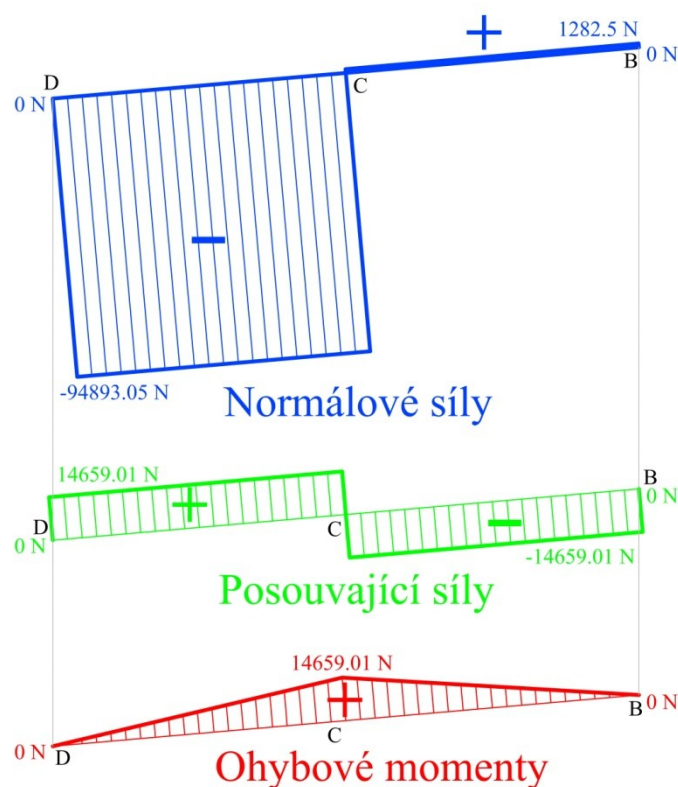 1282.5 N
D
B
0 N
0 N
C
-94893.05 N
Normálové síly
14659.01 N
B
0 N
D
C
0 N
-14659.01 N
Posouvající síly
14659.01 N
0 N
B
0 N
D
C
Ohybové momenty